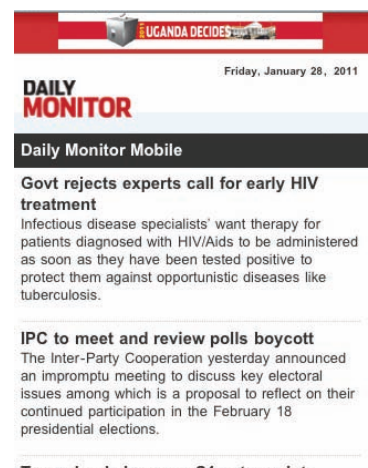 2011
UGANDA DECIDES
Friday, January 28, 2011
DAILY
MONITOR
Daily Monitor Mobile
Govt rejects experts call for early HIV
treatment
Infectious disease specialists' want therapy for
patients diagnosed with HIV/Aids to be administered
as soon as they have been tested positive to
protect them against opportunistic diseases like
tuberculosis.
IPC to meet and review polls boycott
The Inter-Party Cooperation yesterday announced
an impromptu meeting to discuss key electoral
issues among which is a proposal to reflect on their
continued participation in the February 18
presidential elections.